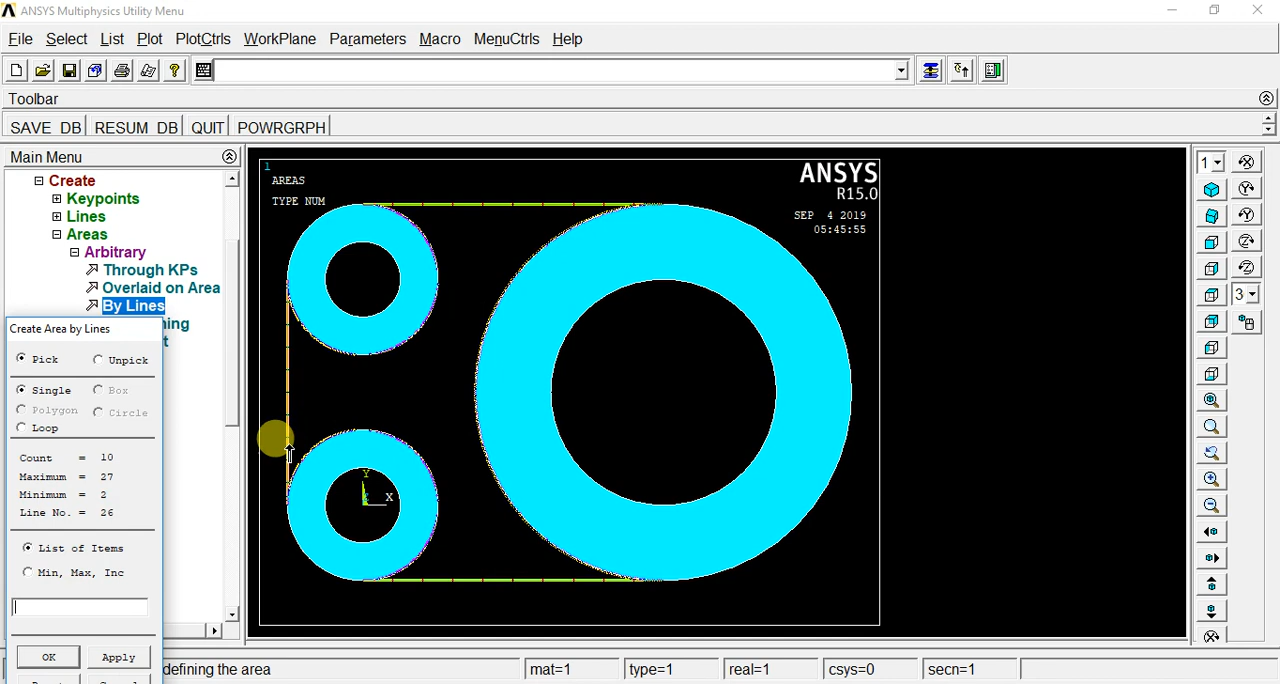 ANSYS Multiphysics Utility Menu
File Select List Plot PlotCtrls WorkPlane Parameters Macro MenuCtrls Help
Toolbar
SAVE_DB RESUM_DB QUIT POWRGRPH
Main Menu
Create
Keypoints
Lines
Areas
Arbitrary
Through KPs
Overlaid on Area
By Lines
Create Area by Lines
Pick Unpick
Single Box
Polygon Circle
Loop
Count = 10
Maximum = 27
Minimum = 2
Line No. = 26
List of Items
Min, Max, Inc
OK Apply
1
AREAS
TYPE NUM
ANSYS
R15.0
SEP 4 2019
05:45:55
Y
X
1
3
defining the area
mat=1 type=1 real=1 csys=0 secn=1